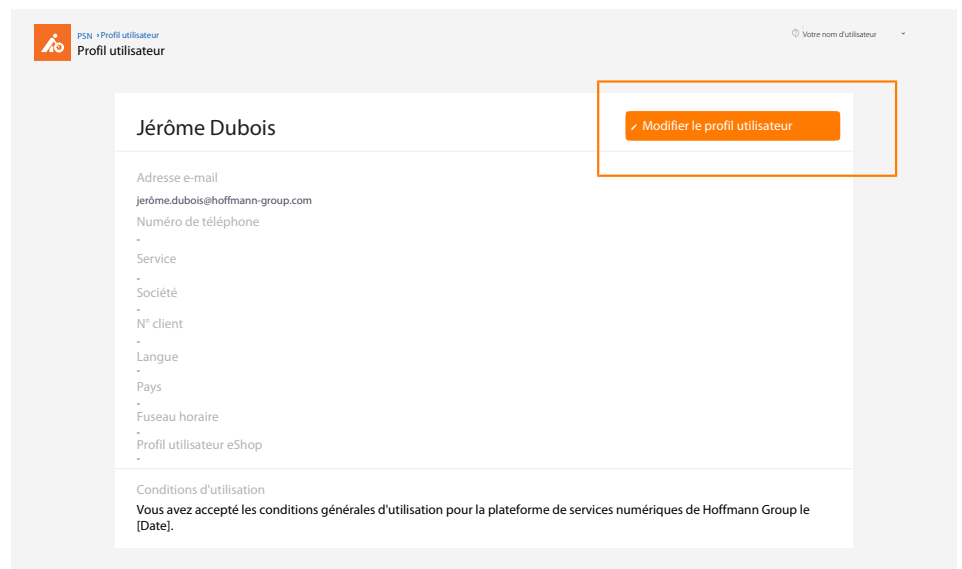 PSN › Profil utilisateur
Profil utilisateur
Votre nom d'utilisateur
Jérôme Dubois
Modifier le profil utilisateur
Adresse e-mail
jerôme.dubois@hoffmann-group.com
Numéro de téléphone
-
Service
-
Société
-
N° client
-
Langue
-
Pays
-
Fuseau horaire
-
Profil utilisateur eShop
-
Conditions d'utilisation
Vous avez accepté les conditions générales d'utilisation pour la plateforme de services numériques de Hoffmann Group le
[Date].